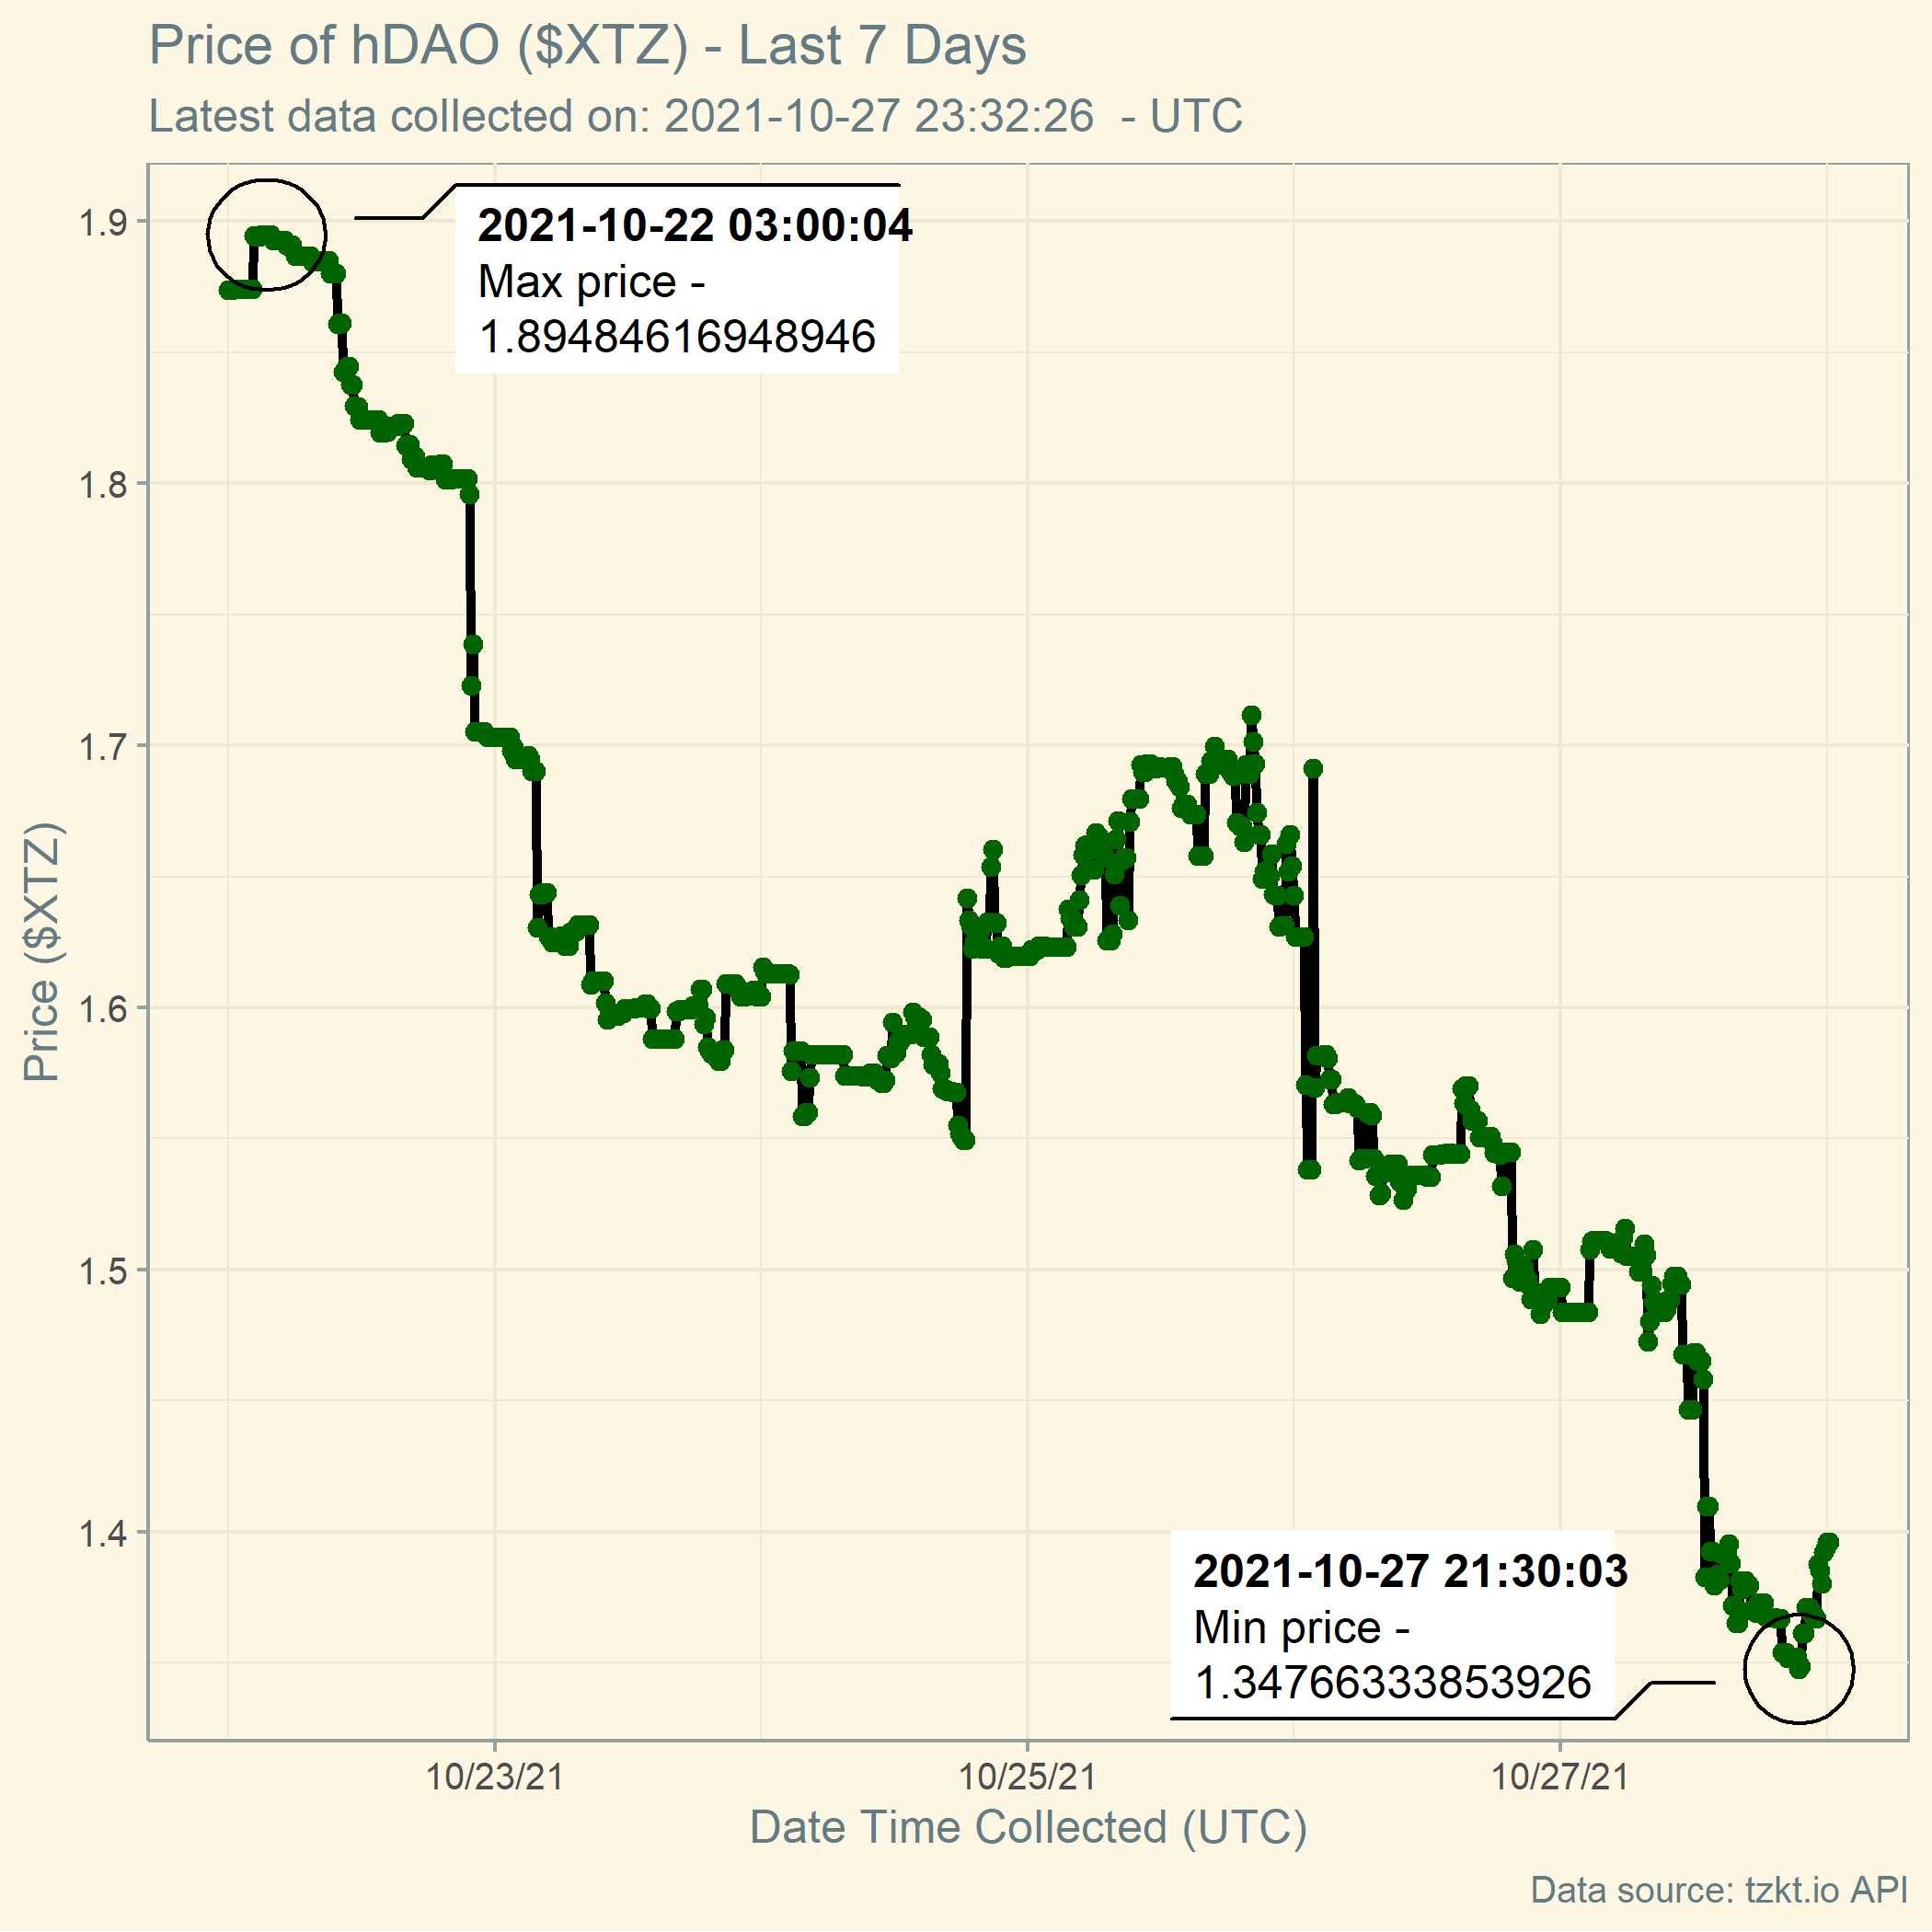 Price of hDAO ($XTZ) - Last 7 Days
Latest data collected on: 2021-10-27 23:32:26  - UTC
2021-10-22 03:00:04
Max price -
1.89484616948946
1.9
1.8
1.7
1.6
1.5
1.4
Price ($XTZ)
2021-10-27 21:30:03
Min price -
1.34766333853926
10/23/21
10/25/21
10/27/21
Date Time Collected (UTC)
Data source: tzkt.io API